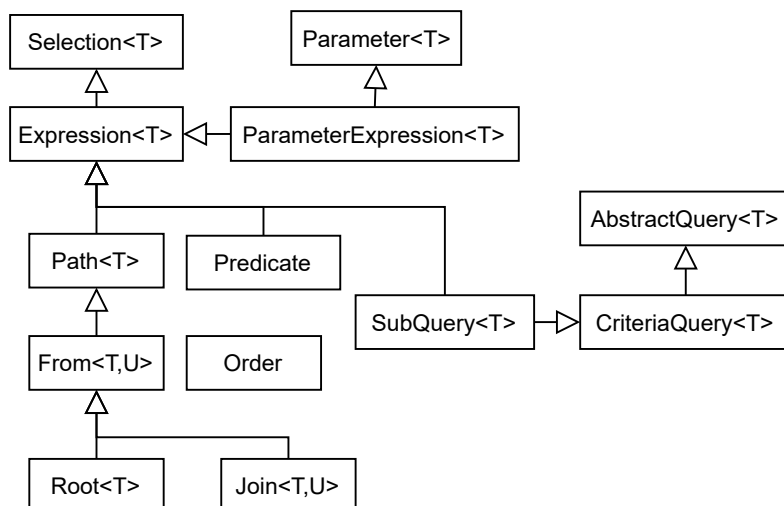 Selection<T>
Parameter<T>
Expression<T>
ParameterExpression<T>
Path<T>
Predicate
AbstractQuery<T>
SubQuery<T>
CriteriaQuery<T>
From<T,U>
Order
Root<T>
Join<T,U>